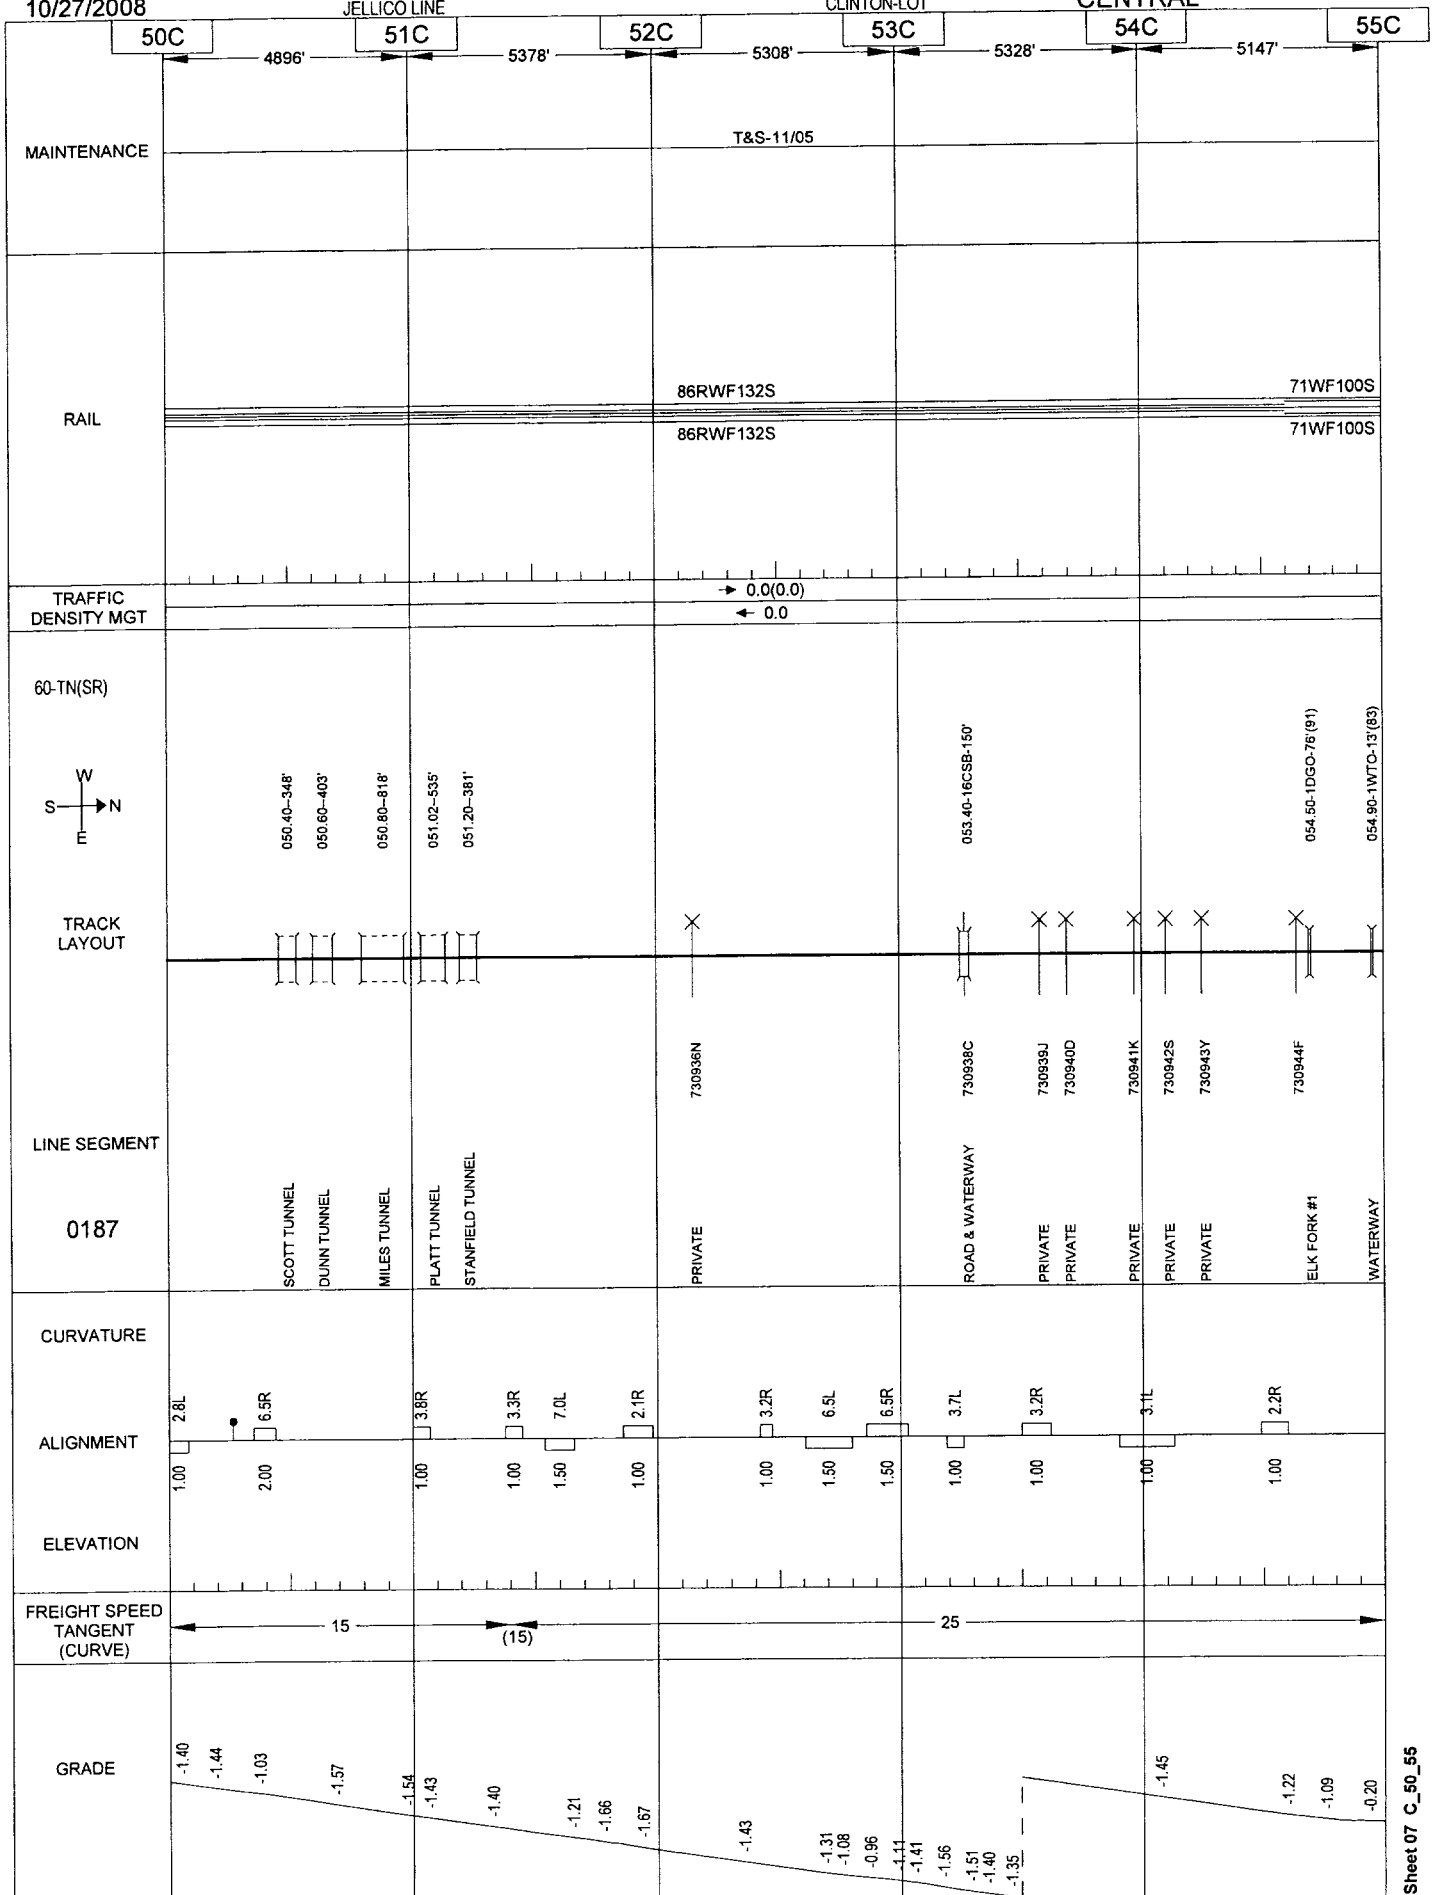 10/27/2008
JELLICO LINE
CLINTON-LOT
CENTRAL
50C 51C 52C 53C 54C 55C
4896' 5378' 5308' 5328' 5147'
MAINTENANCE
T&S-11/05
RAIL
86RWF132S 71WF100S
86RWF132S 71WF100S
TRAFFIC
DENSITY MGT
0.0(0.0)
0.0
60-TN(SR)
W
S N
E
050.40--348'
050.60--403'
050.80--818'
051.02--535'
051.20--381'
053.40-16CSB-150'
054.50-1DGO-76'(91)
054.90-1WTO-13'(83)
TRACK
LAYOUT
730936N
730938C
730939J
730940D
730941K
730942S
730943Y
730944F
LINE SEGMENT
0187
SCOTT TUNNEL
DUNN TUNNEL
MILES TUNNEL
PLATT TUNNEL
STANFIELD TUNNEL
PRIVATE
ROAD & WATERWAY
PRIVATE
PRIVATE
PRIVATE
PRIVATE
PRIVATE
ELK FORK #1
WATERWAY
CURVATURE
2.8L 6.5R 3.8R 3.3R 7.0L 2.1R 3.2R 6.5L 6.5R 3.7L 3.2R 3.1L 2.2R
ALIGNMENT
1.00 2.00 1.00 1.00 1.50 1.00 1.00 1.50 1.50 1.00 1.00 1.00 1.00
ELEVATION
FREIGHT SPEED
TANGENT
(CURVE)
15 (15) 25
GRADE
-1.40 -1.44 -1.03 -1.57 -1.54 -1.43 -1.40 -1.21 -1.66 -1.67 -1.43 -1.31 -1.08 -0.96 -1.11 -1.41 -1.56 -1.51 -1.40 -1.35 -1.45 -1.22 -1.09 -0.20
Sheet 07 C_50_55